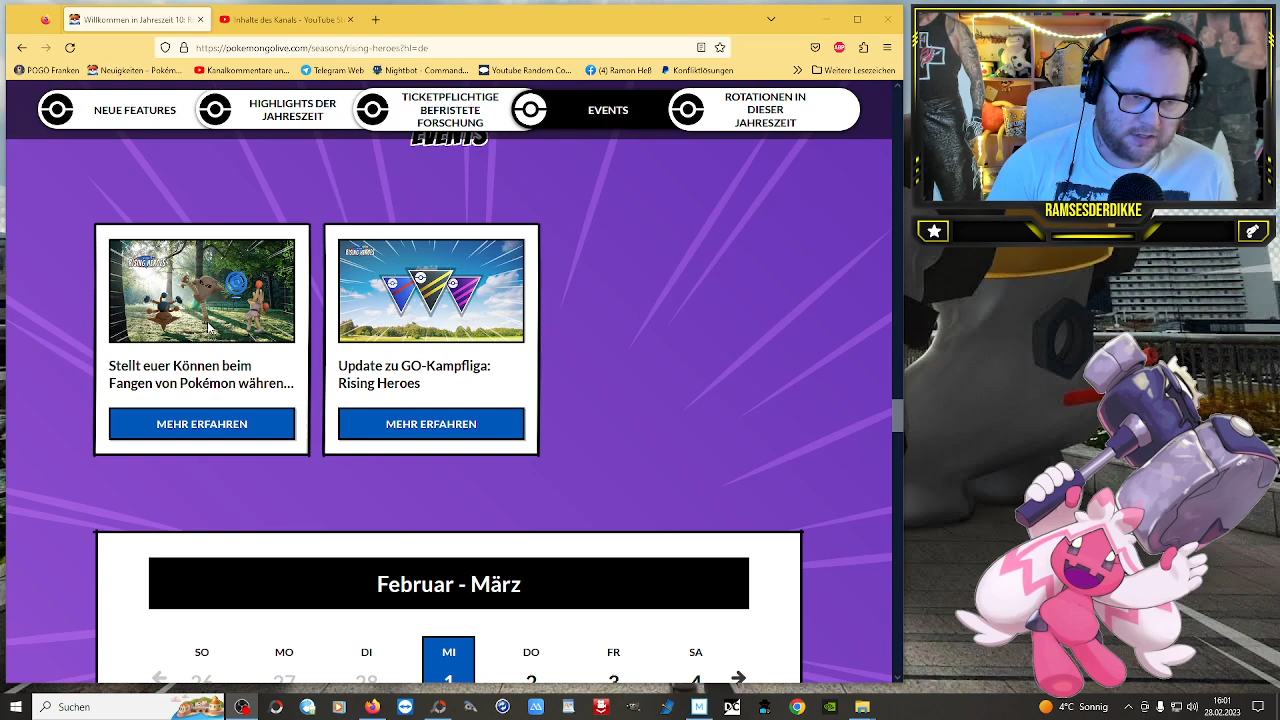 Willkommen in Jahreszeit 10: R
Inhalte des Kanals - YouTube St
https://pokemongolive.com/seasons/rising-heroes?hl=de
POGO Franken
Neuigkeiten – Pokém...
Kanalkommentare un...
Telegram Web
Nightbot - Command...
Youtube Random Co...
(4) Ramon Heß
Konfliktlösungen
Weitere Lesezeichen
NEUE FEATURES
HIGHLIGHTS DER
JAHRESZEIT
TICKETPFLICHTIGE
BEFRISTETE
FORSCHUNG
EVENTS
ROTATIONEN IN
DIESER
JAHRESZEIT
EVENTS
RISING HEROES
RISING HEROES
Stellt euer Können beim
Fangen von Pokémon währen...
MEHR ERFAHREN
Update zu GO-Kampfliga:
Rising Heroes
MEHR ERFAHREN
Februar - März
SO MO DI MI DO FR SA
26 27 28 1 2 3 4
RAMSESDERDIKKE
Suchen
4°C Sonnig
16:01
28.02.2023